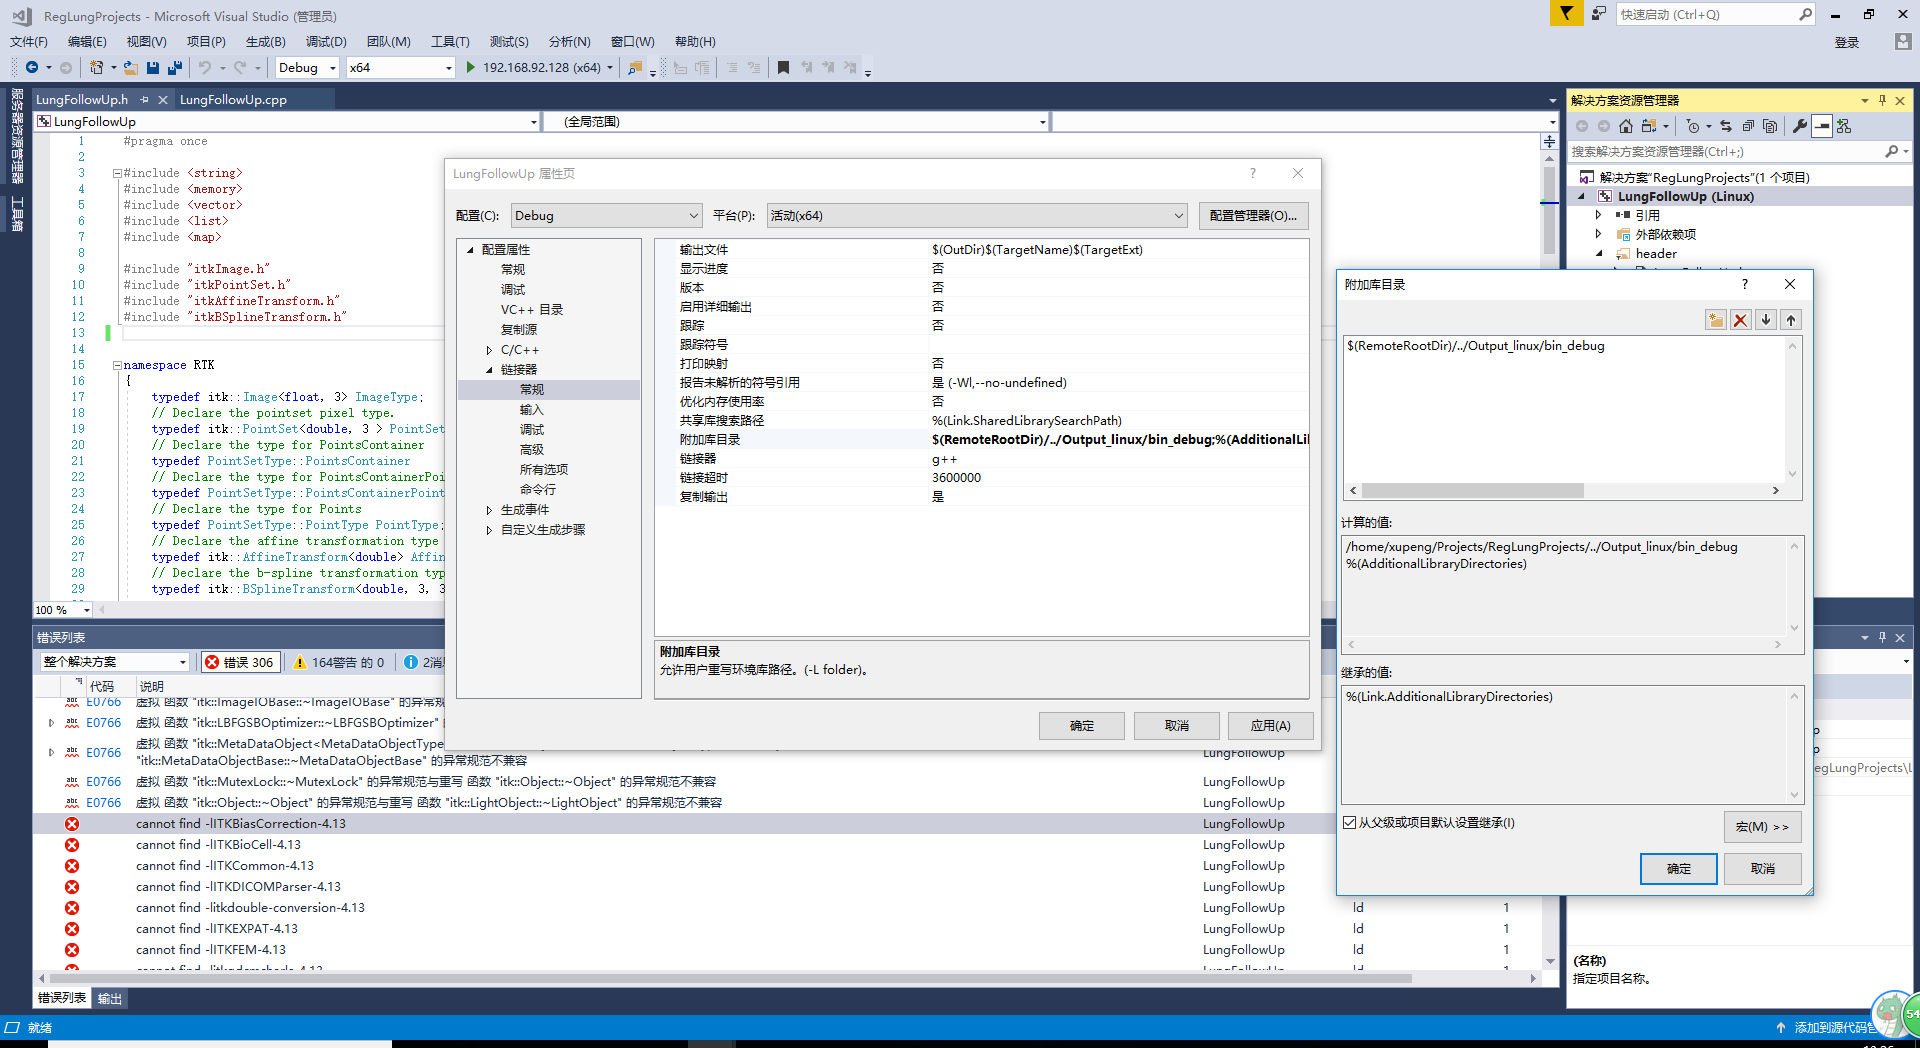 RegLungProjects - Microsoft Visual Studio (管理员)
快速启动 (Ctrl+Q)
文件(F) 编辑(E) 视图(V) 项目(P) 生成(B) 调试(D) 团队(M) 工具(T) 测试(S) 分析(N) 窗口(W) 帮助(H)
登录
Debug x64 192.168.92.128 (x64)
服务器资源管理器
工具箱
LungFollowUp.h LungFollowUp.cpp
LungFollowUp (全局范围)
1 #pragma once
2
3 #include <string>
4 #include <memory>
5 #include <vector>
6 #include <list>
7 #include <map>
8
9 #include "itkImage.h"
10 #include "itkPointSet.h"
11 #include "itkAffineTransform.h"
12 #include "itkBSplineTransform.h"
13
14
15 namespace RTK
16 {
17 typedef itk::Image<float, 3> ImageType;
18 // Declare the pointset pixel type.
19 typedef itk::PointSet<double, 3 > PointSet
20 // Declare the type for PointsContainer
21 typedef PointSetType::PointsContainer
22 // Declare the type for PointsContainerPoi
23 typedef PointSetType::PointsContainerPoint
24 // Declare the type for Points
25 typedef PointSetType::PointType PointType;
26 // Declare the affine transformation type
27 typedef itk::AffineTransform<double> Affin
28 // Declare the b-spline transformation typ
29 typedef itk::BSplineTransform<double, 3, 3
100 %
LungFollowUp 属性页
?
配置(C): Debug 平台(P): 活动(x64) 配置管理器(O)...
配置属性
常规
调试
VC++ 目录
复制源
C/C++
链接器
常规
输入
调试
高级
所有选项
命令行
生成事件
自定义生成步骤
输出文件 $(OutDir)$(TargetName)$(TargetExt)
显示进度 否
版本 否
启用详细输出 否
跟踪 否
跟踪符号
打印映射 否
报告未解析的符号引用 是 (-Wl,--no-undefined)
优化内存使用率 否
共享库搜索路径 %(Link.SharedLibrarySearchPath)
附加库目录 $(RemoteRootDir)/../Output_linux/bin_debug;%(AdditionalLi
链接器 g++
链接超时 3600000
复制输出 是
附加库目录
允许用户重写环境库路径。(-L folder)。
确定 取消 应用(A)
解决方案资源管理器
搜索解决方案资源管理器(Ctrl+;)
解决方案"RegLungProjects"(1 个项目)
LungFollowUp (Linux)
引用
外部依赖项
header
附加库目录
?
$(RemoteRootDir)/../Output_linux/bin_debug
计算的值:
/home/xupeng/Projects/RegLungProjects/../Output_linux/bin_debug
%(AdditionalLibraryDirectories)
继承的值:
%(Link.AdditionalLibraryDirectories)
从父级或项目默认设置继承(I)
宏(M) >>
确定 取消
错误列表
整个解决方案 错误 306 164警告 的 0 2消
代码 说明
E0766 虚拟 函数 "itk::ImageIOBase::~ImageIOBase" 的异常规
E0766 虚拟 函数 "itk::LBFGSBOptimizer::~LBFGSBOptimizer"
E0766 虚拟 函数 "itk::MetaDataObject<MetaDataObjectType
"itk::MetaDataObjectBase::~MetaDataObjectBase" 的异常规范不兼容 LungFollowUp
E0766 虚拟 函数 "itk::MutexLock::~MutexLock" 的异常规范与重写 函数 "itk::Object::~Object" 的异常规范不兼容 LungFollowUp
E0766 虚拟 函数 "itk::Object::~Object" 的异常规范与重写 函数 "itk::LightObject::~LightObject" 的异常规范不兼容 LungFollowUp
cannot find -lITKBiasCorrection-4.13 LungFollowUp
cannot find -lITKBioCell-4.13 LungFollowUp
cannot find -lITKCommon-4.13 LungFollowUp
cannot find -lITKDICOMParser-4.13 LungFollowUp
cannot find -litkdouble-conversion-4.13 LungFollowUp ld 1
cannot find -lITKEXPAT-4.13 LungFollowUp ld 1
cannot find -lITKFEM-4.13 LungFollowUp ld 1
cannot find -litkgdcmcharls-4.13 LungFollowUp ld 1
p
p
egLungProjects\L
(名称)
指定项目名称。
错误列表 输出
就绪
添加到源代码管
54